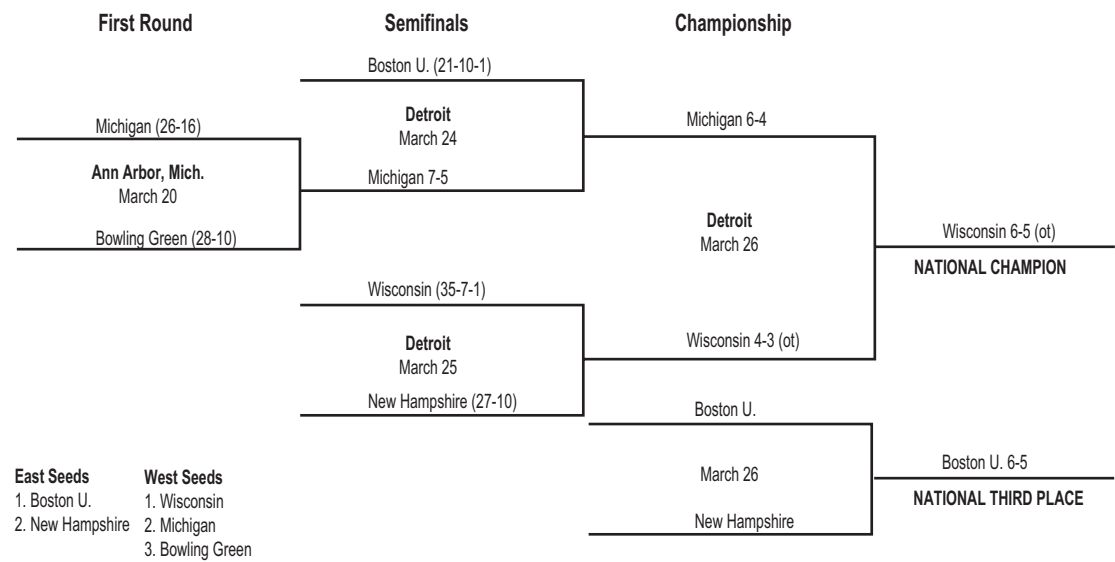 First Round
Semifinals
Championship
Boston U. (21-10-1)
Detroit
March 24
Michigan 6-4
Michigan (26-16)
Ann Arbor, Mich.
March 20
Michigan 7-5
Bowling Green (28-10)
Detroit
March 26
Wisconsin 6-5 (ot)
NATIONAL CHAMPION
Wisconsin (35-7-1)
Detroit
March 25
Wisconsin 4-3 (ot)
New Hampshire (27-10)
Boston U.
March 26
Boston U. 6-5
NATIONAL THIRD PLACE
New Hampshire
East Seeds
1. Boston U.
2. New Hampshire
West Seeds
1. Wisconsin
2. Michigan
3. Bowling Green